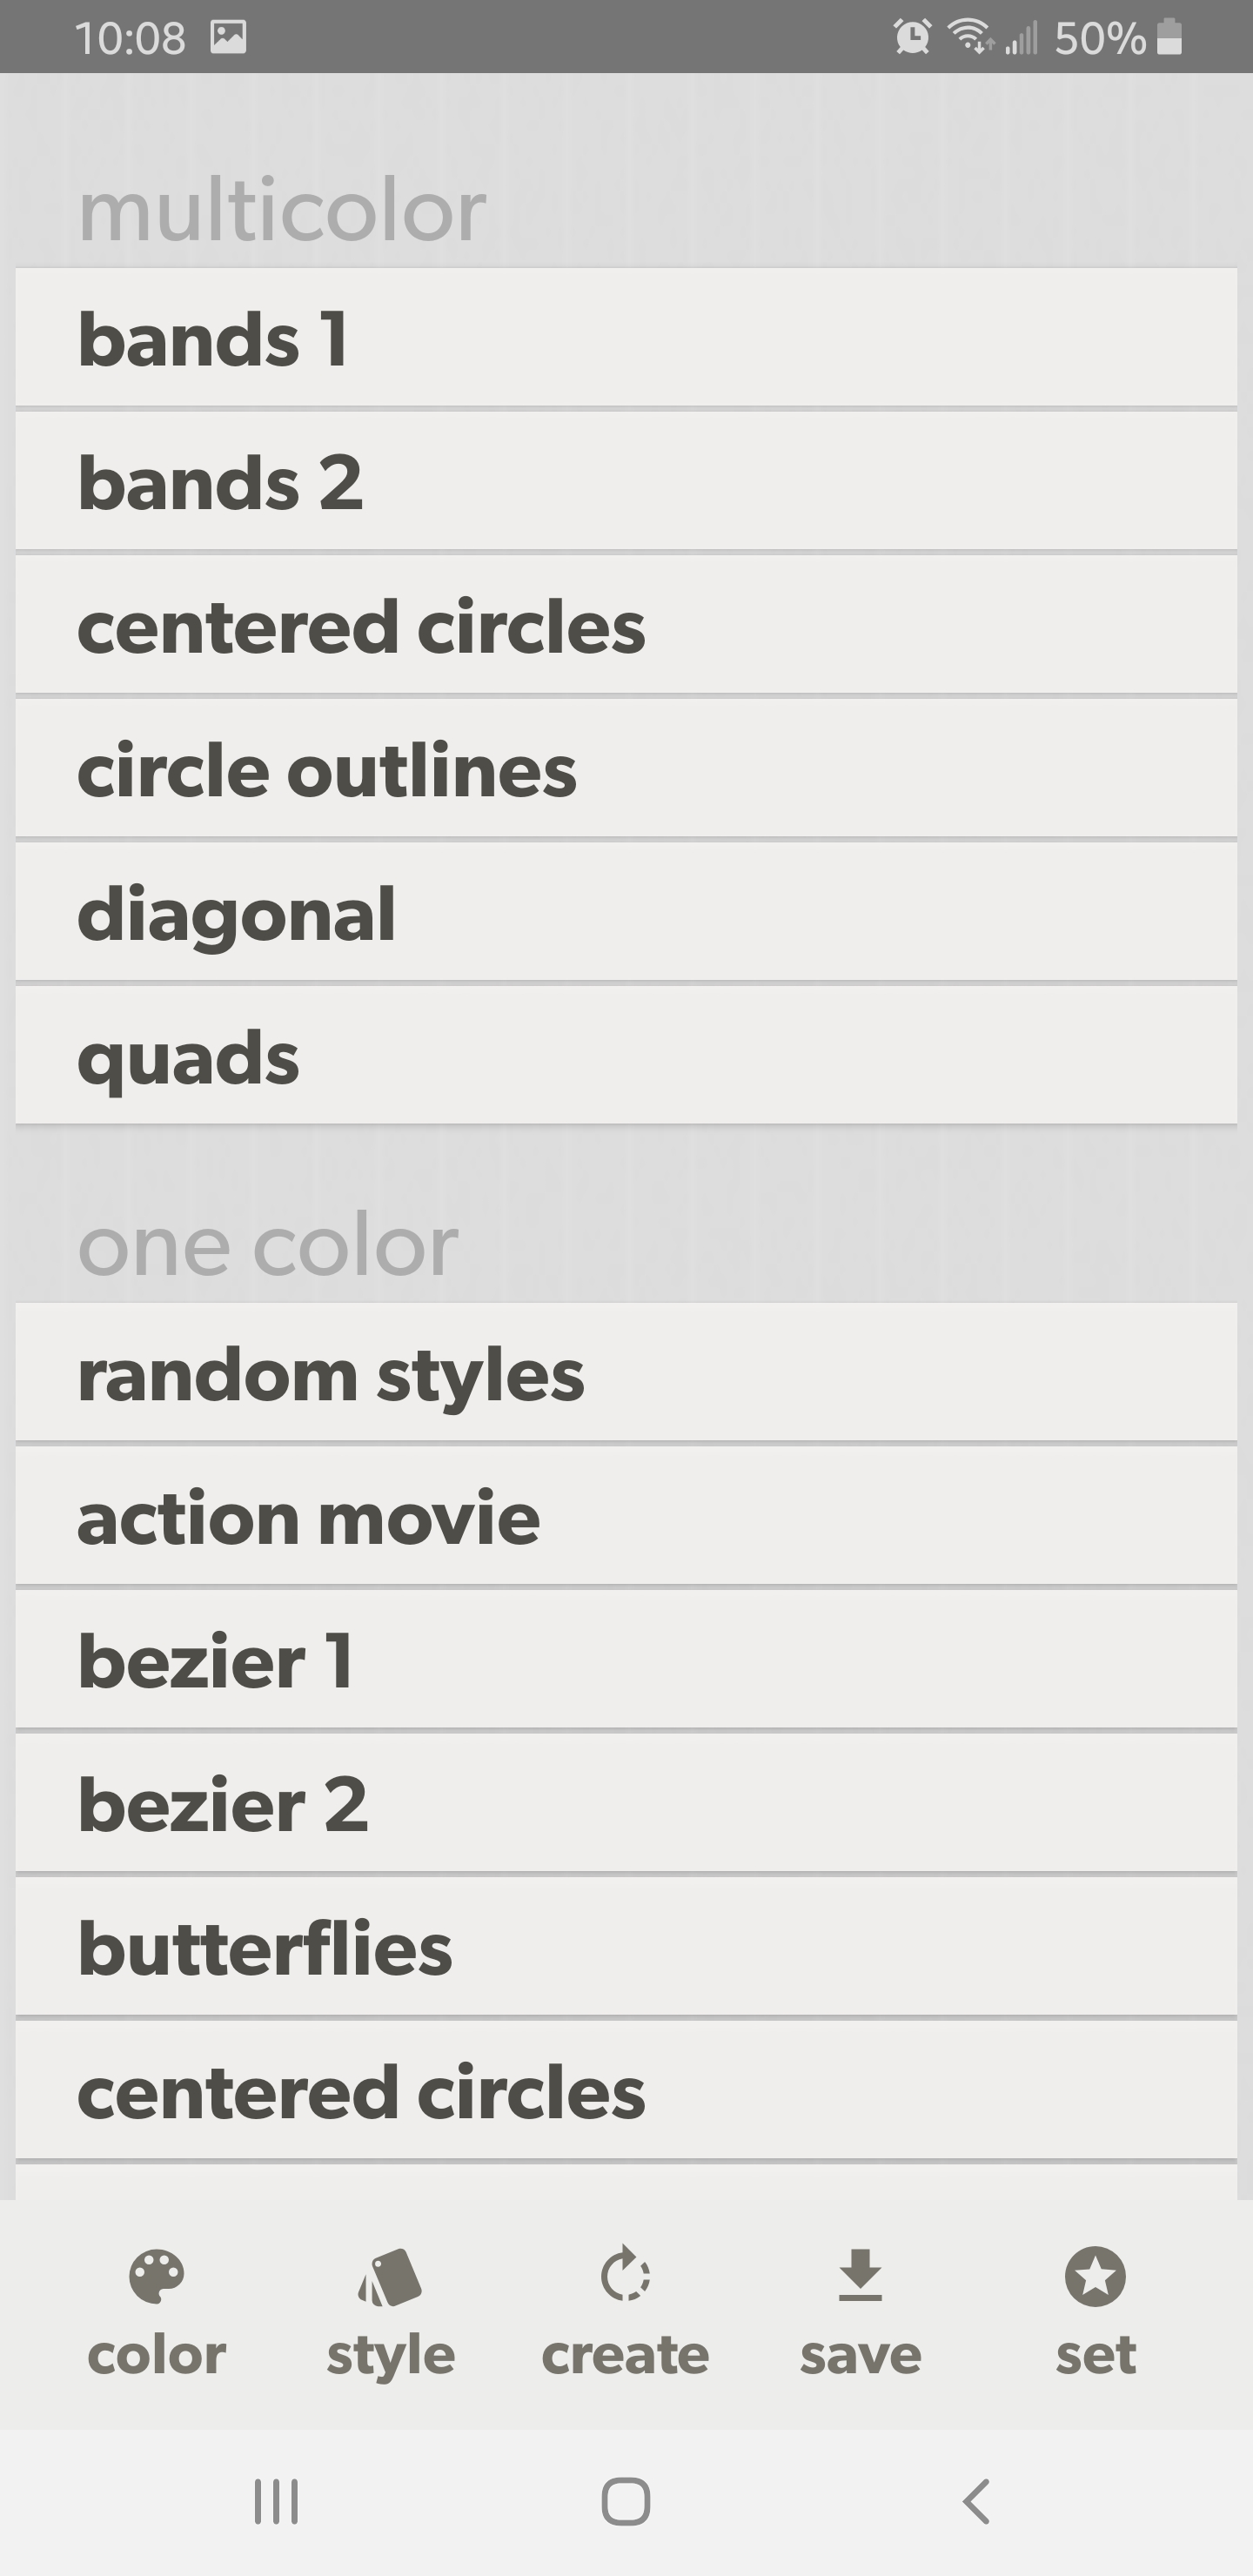 10:08 50%
multicolor
bands 1
bands 2
centered circles
circle outlines
diagonal
quads
one color
random styles
action movie
bezier 1
bezier 2
butterflies
centered circles
color style create save set